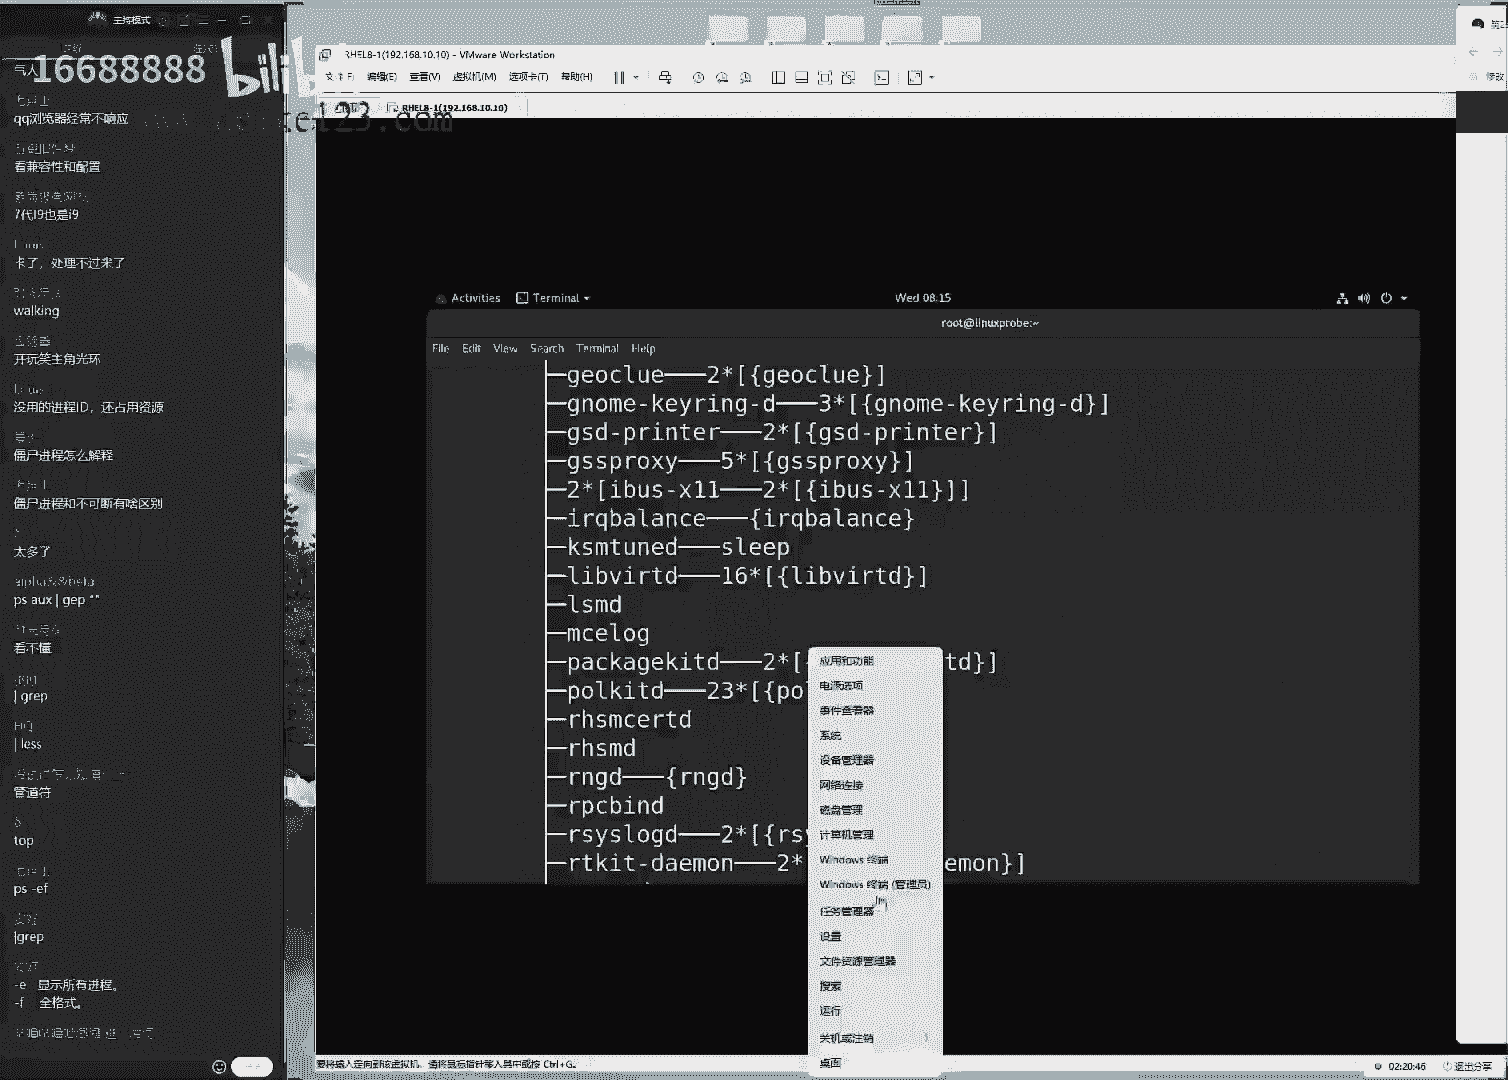 主持模式
16688888
bili
qq浏览器经常不响应
看兼容性和配置
7代I9也是i9
卡了，处理不过来了
walking
开玩笑主角光环
没用的进程ID，还占用资源
僵尸进程怎么解释
僵尸进程和不可断有啥区别
太多了
ps aux | gep ""
看不懂
| grep
| less
管道符
top
ps -ef
|grep
-e 显示所有进程。
-f 全格式。
RHEL8-1(192.168.10.10) - VMware Workstation
编辑(E) 查看(V) 虚拟机(M) 选项卡(T) 帮助(H)
RHEL8-1(192.168.10.10)
Activities Terminal Wed 08:15
root@linuxprobe:~
File Edit View Search Terminal Help
├─geoclue───2*[{geoclue}]
├─gnome-keyring-d───3*[{gnome-keyring-d}]
├─gsd-printer───2*[{gsd-printer}]
├─gssproxy───5*[{gssproxy}]
├─2*[ibus-x11───2*[{ibus-x11}]]
├─irqbalance───{irqbalance}
├─ksmtuned───sleep
├─libvirtd───16*[{libvirtd}]
├─lsmd
├─mcelog
├─packagekitd───2*[ td}]
├─polkitd───23*[{pol
├─rhsmcertd
├─rhsmd
├─rngd───{rngd}
├─rpcbind
├─rsyslogd───2*[{rsy
├─rtkit-daemon───2* emon}]
应用和功能
电源选项
事件查看器
系统
设备管理器
网络连接
磁盘管理
计算机管理
Windows 终端
Windows 终端 (管理员)
任务管理器
设置
文件资源管理器
搜索
运行
关机或注销
桌面
要将输入定向到该虚拟机，请将鼠标指针移入其中或按 Ctrl+G。
02:20:46 退出分享
修改